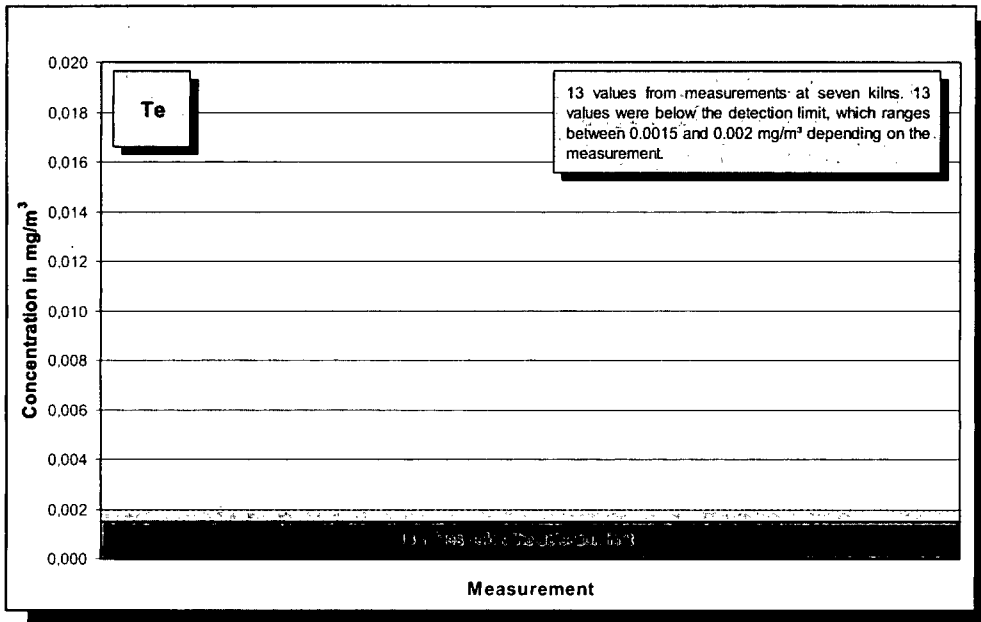 0,020
0,018
0,016
0,014
0,012
0,010
0,008
0,006
0,004
0,002
0,000
Concentration in mg/m³
Te
13 values from measurements at seven kilns. 13
values were below the detection limit, which ranges
between 0.0015 and 0.002 mg/m³ depending on the
measurement.
Measurement